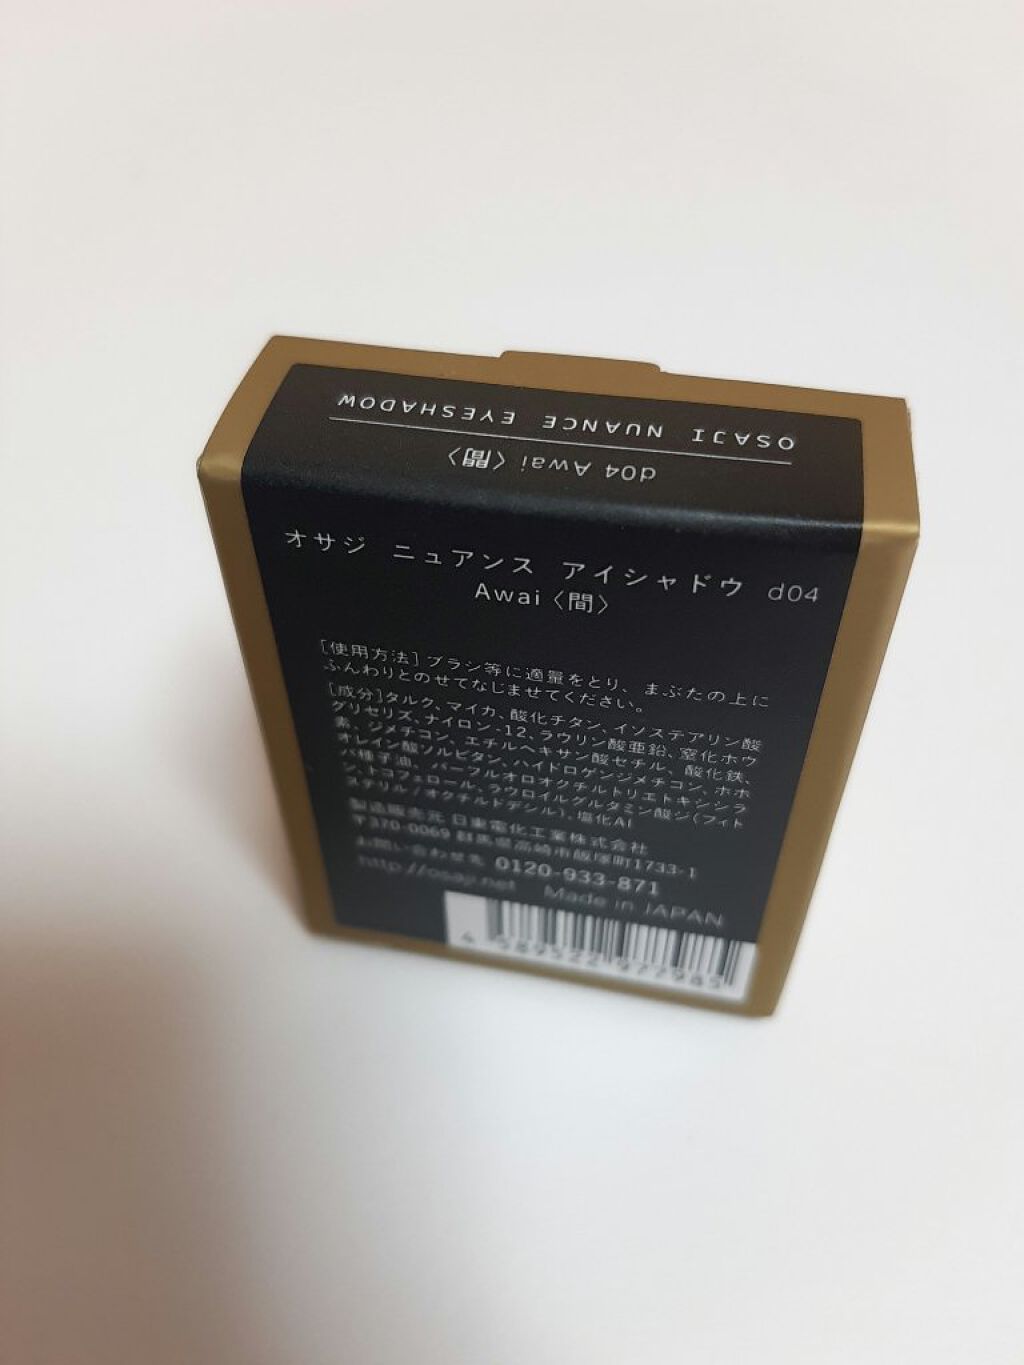 OSAJI NUANCE EYESHADOW
d04 Awai〈間〉
オサジ ニュアンス アイシャドウ d04
Awai〈間〉
[使用方法] ブラシ等に適量をとり、まぶたの上に
ふんわりとのせてなじませてください。
[成分]タルク、マイカ、酸化チタン、イソステアリン酸
グリセリズ、ナイロン-12、ラウリン酸亜鉛、窒化ホウ
素、ジメチコン、エチルヘキサン酸セチル、酸化鉄、
オレイン酸ソルビタン、ハイドロゲンジメチコン、ホホ
バ種子油、パーフルオロオクチルトリエトキシシラ
ン、トコフェロール、ラウロイルグルタミン酸ジ(フィト
ステリル/オクチルドデシル)、塩化Al
製造販売元 日東電化工業株式会社
〒370-0069 群馬県高崎市飯塚町1733-1
お問い合わせ先 0120-933-871
http://osaji.net Made in JAPAN
4 589522 977985